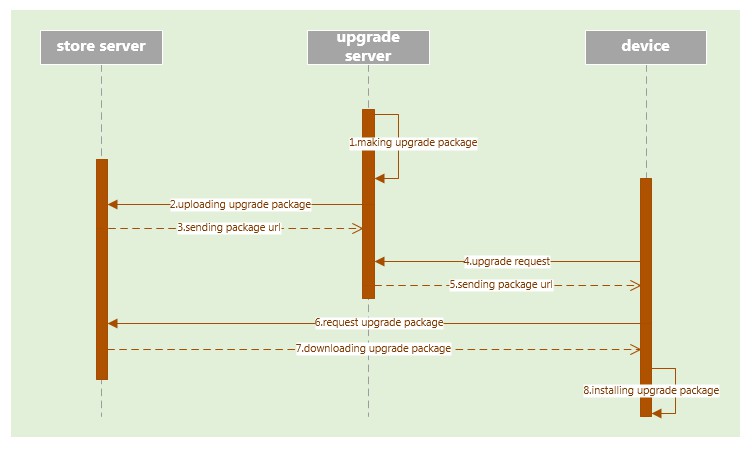 store server
upgrade
server
device
1.making upgrade package
2.uploading upgrade package
3.sending package url
4.upgrade request
5.sending package url
6.request upgrade package
7.downloading upgrade package
8.installing upgrade package